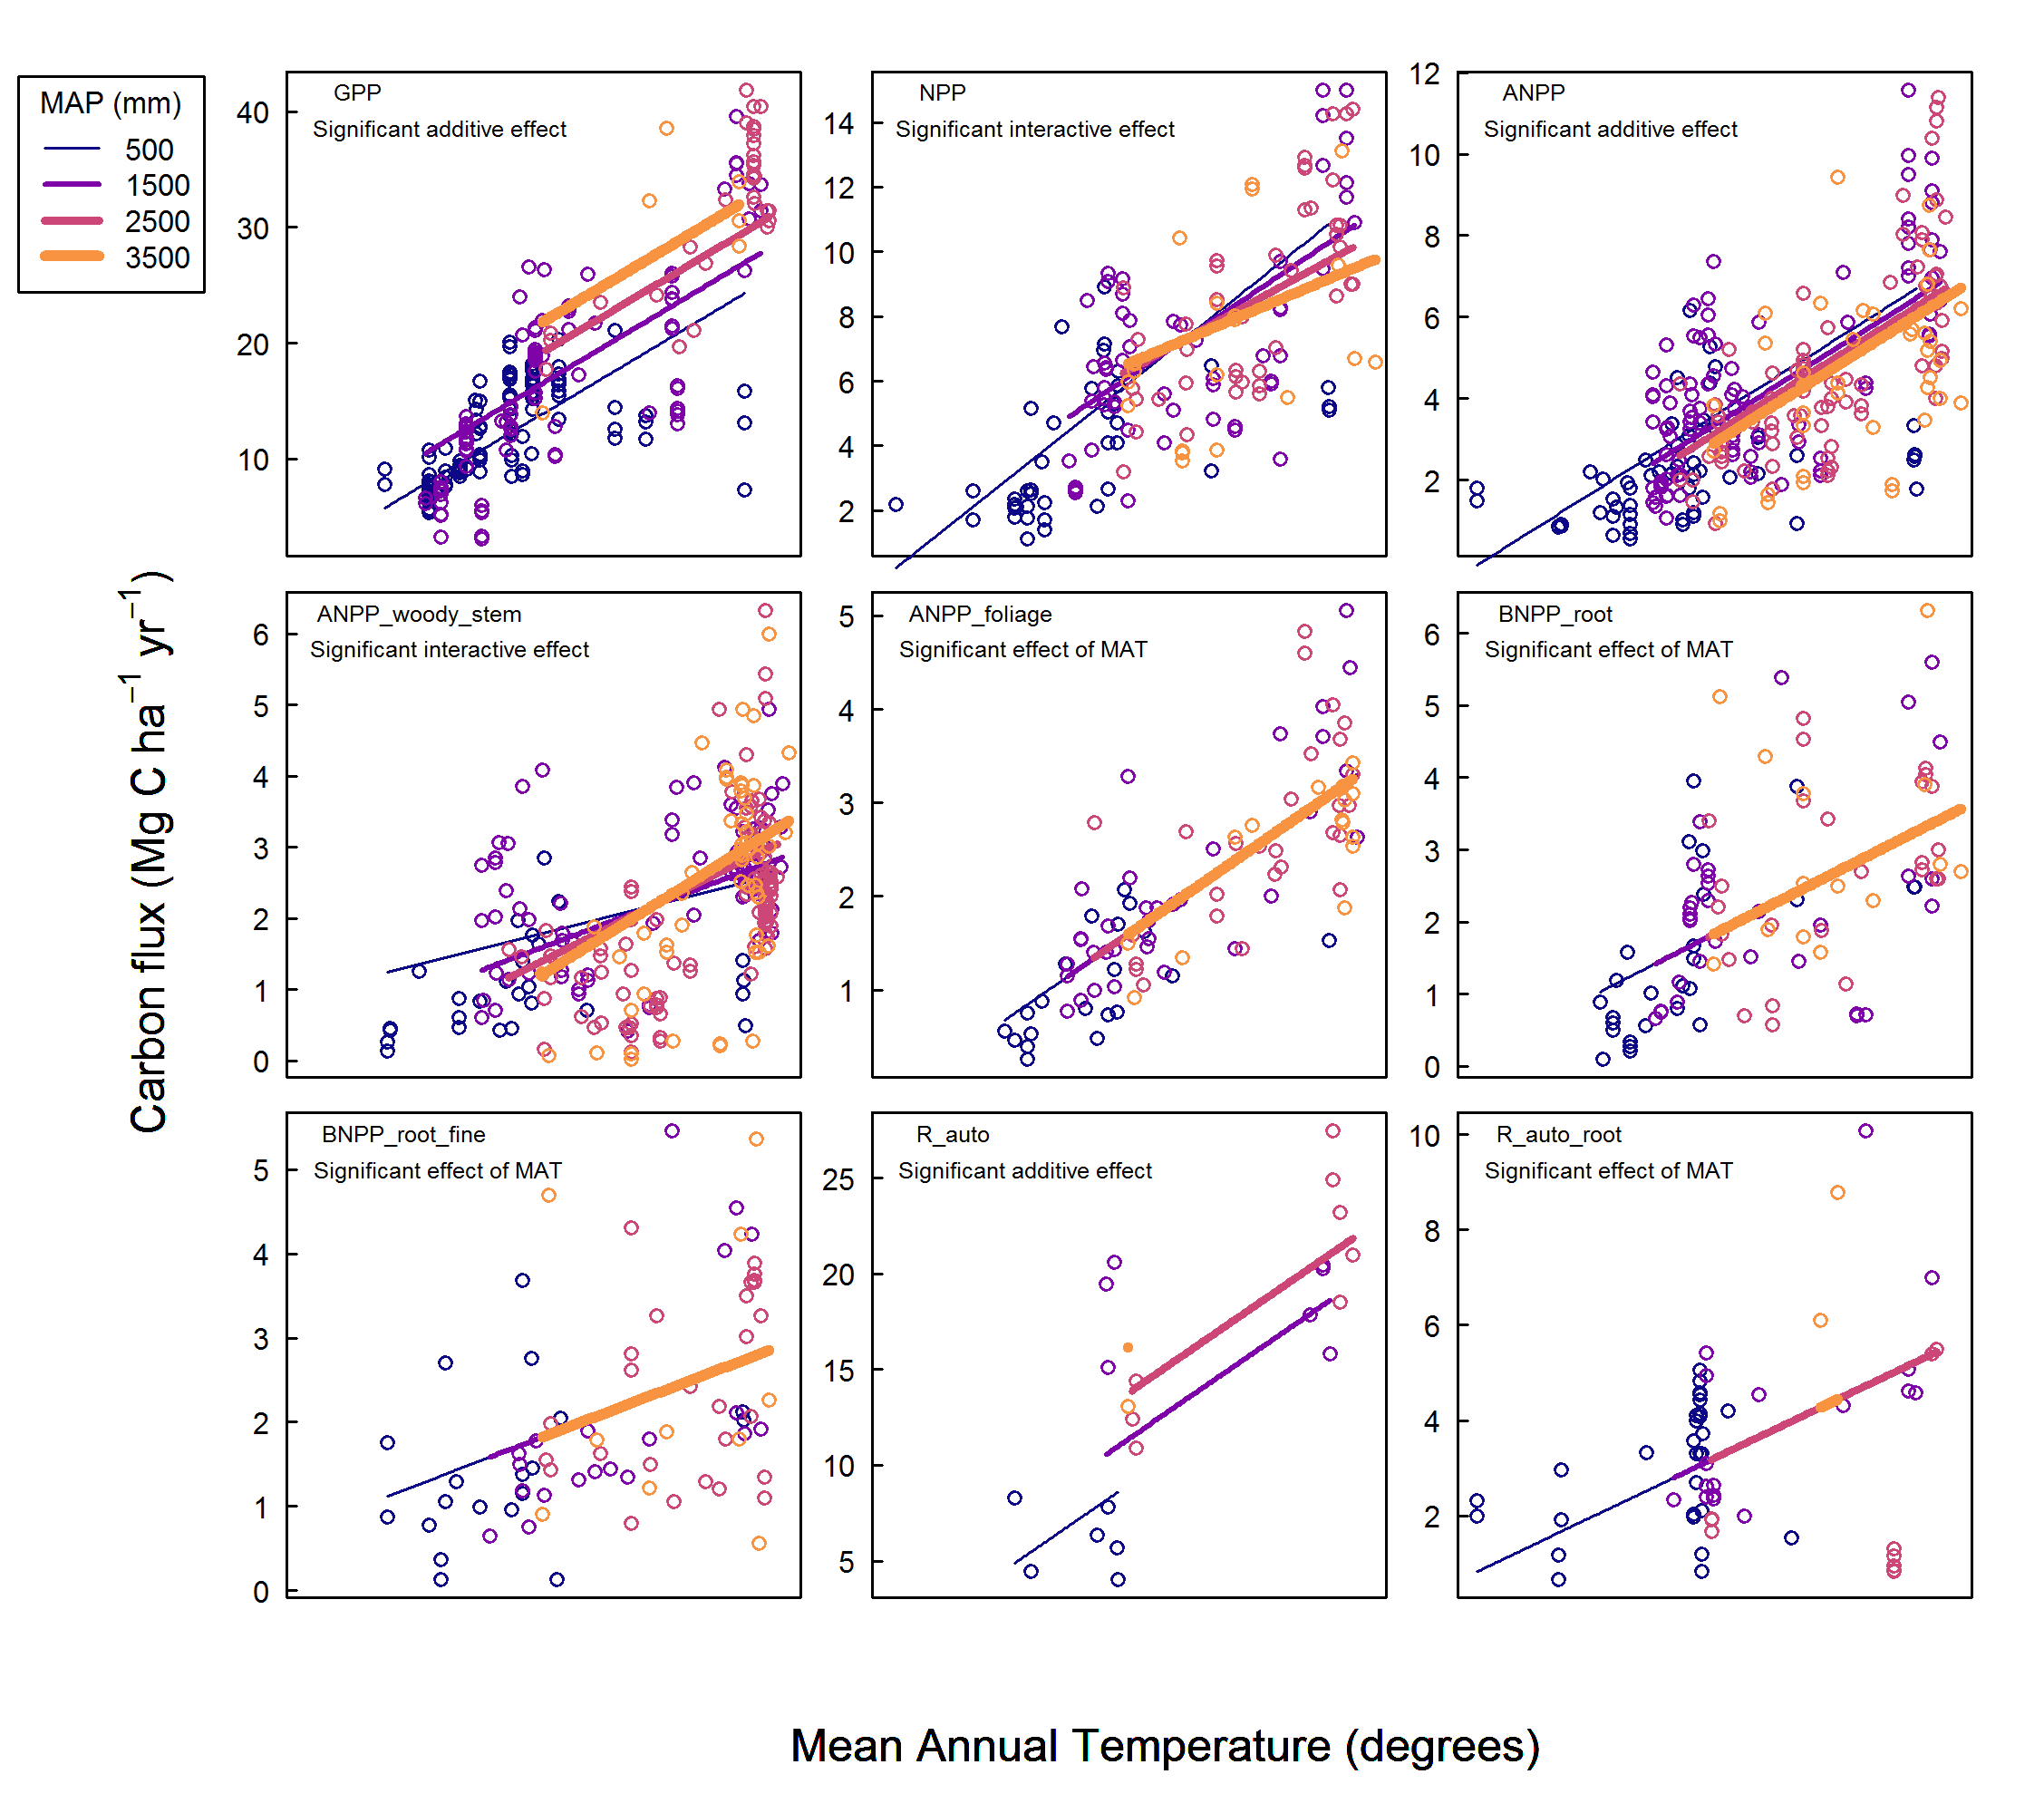 MAP (mm)
500
1500
2500
3500
GPP
Significant additive effect
40
30
20
10
NPP
Significant interactive effect
14
12
10
8
6
4
2
ANPP
Significant additive effect
12
10
8
6
4
2
ANPP_woody_stem
Significant interactive effect
6
5
4
3
2
1
0
ANPP_foliage
Significant effect of MAT
5
4
3
2
1
BNPP_root
Significant effect of MAT
6
5
4
3
2
1
0
BNPP_root_fine
Significant effect of MAT
5
4
3
2
1
0
R_auto
Significant additive effect
25
20
15
10
5
R_auto_root
Significant effect of MAT
10
8
6
4
2
Carbon flux (Mg C ha⁻¹ yr⁻¹)
Mean Annual Temperature (degrees)